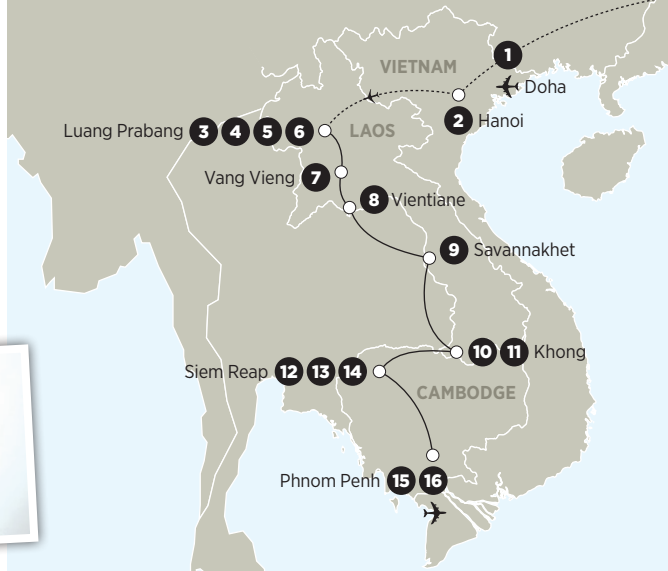 1
VIETNAM
Doha
2 Hanoi
Luang Prabang 3 4 5 6
LAOS
Vang Vieng 7
8 Vientiane
9 Savannakhet
10 11 Khong
Siem Reap 12 13 14
CAMBODGE
Phnom Penh 15 16